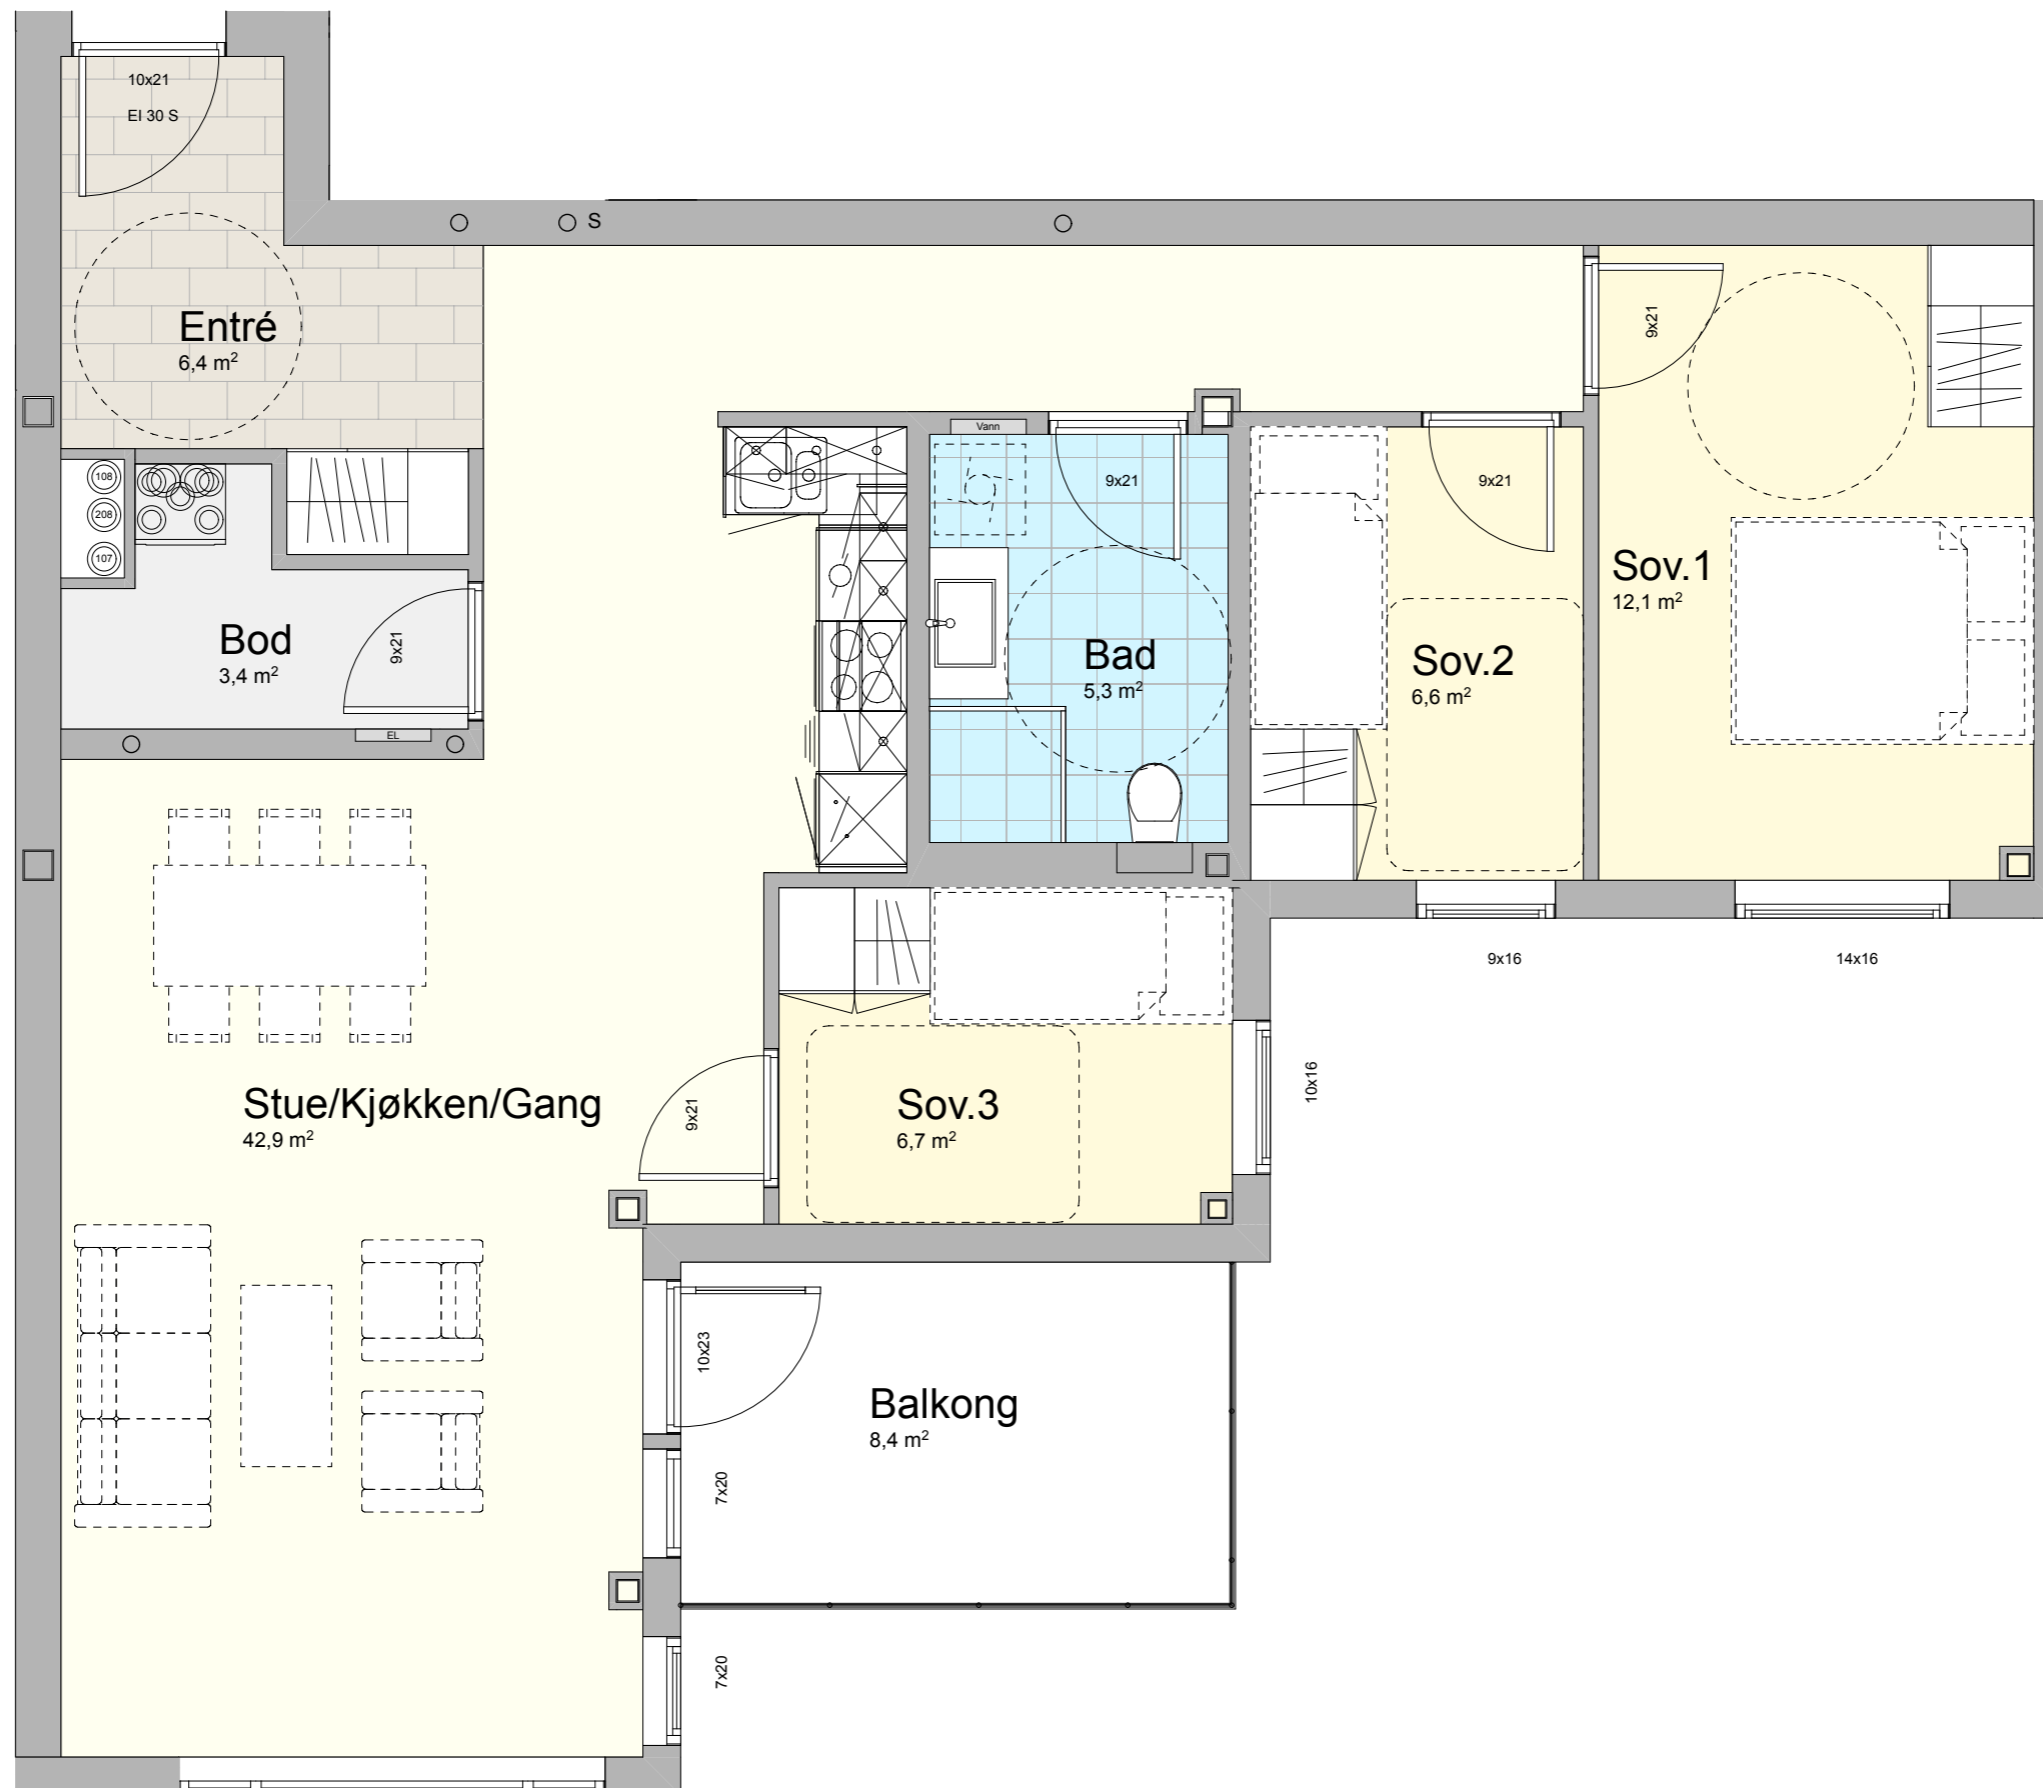 10x21
EI 30 S
S
Entré
6,4 m²
9x21
Vann
108
208
107
9x21
9x21
Sov.1
12,1 m²
Bod
3,4 m²
9x21
Bad
5,3 m²
Sov.2
6,6 m²
EL
9x16
14x16
Stue/Kjøkken/Gang
42,9 m²
9x21
Sov.3
6,7 m²
10x16
10x23
Balkong
8,4 m²
7x20
7x20